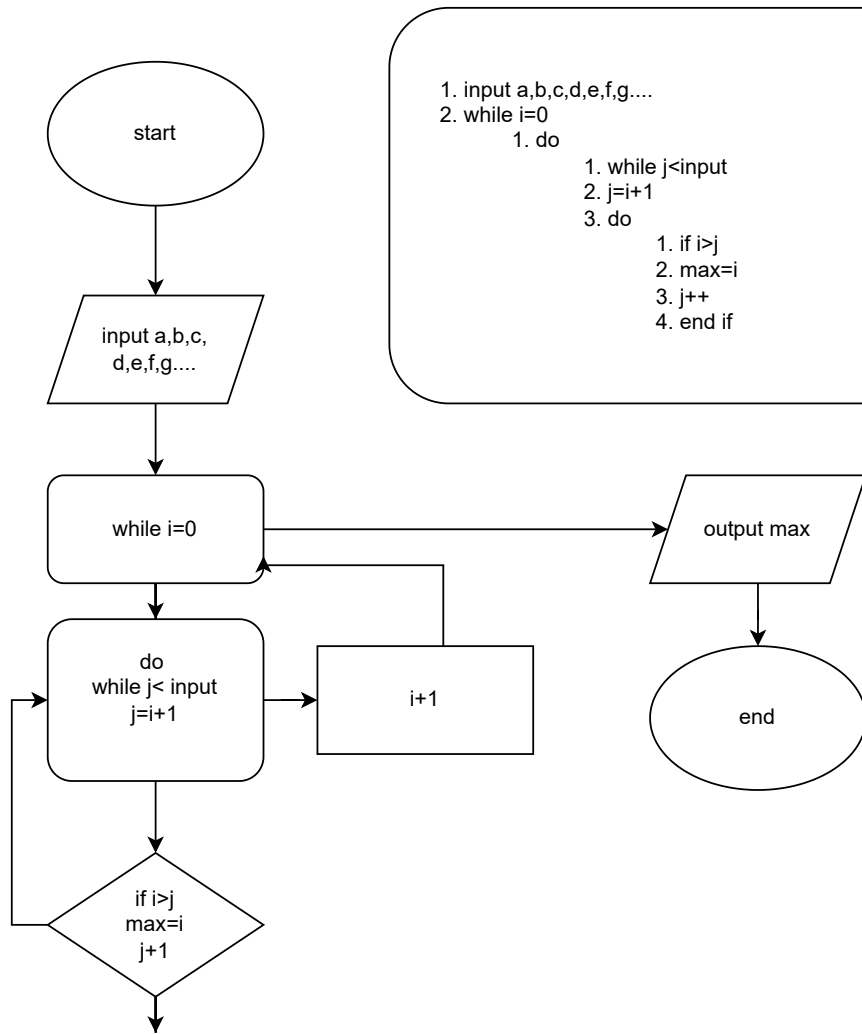 start
1. input a,b,c,d,e,f,g....
2. while i=0
1. do
1. while j<input
2. j=i+1
3. do
1. if i>j
2. max=i
3. j++
4. end if
input a,b,c,
d,e,f,g....
while i=0
output max
do
while j< input
j=i+1
i+1
end
if i>j
max=i
j+1